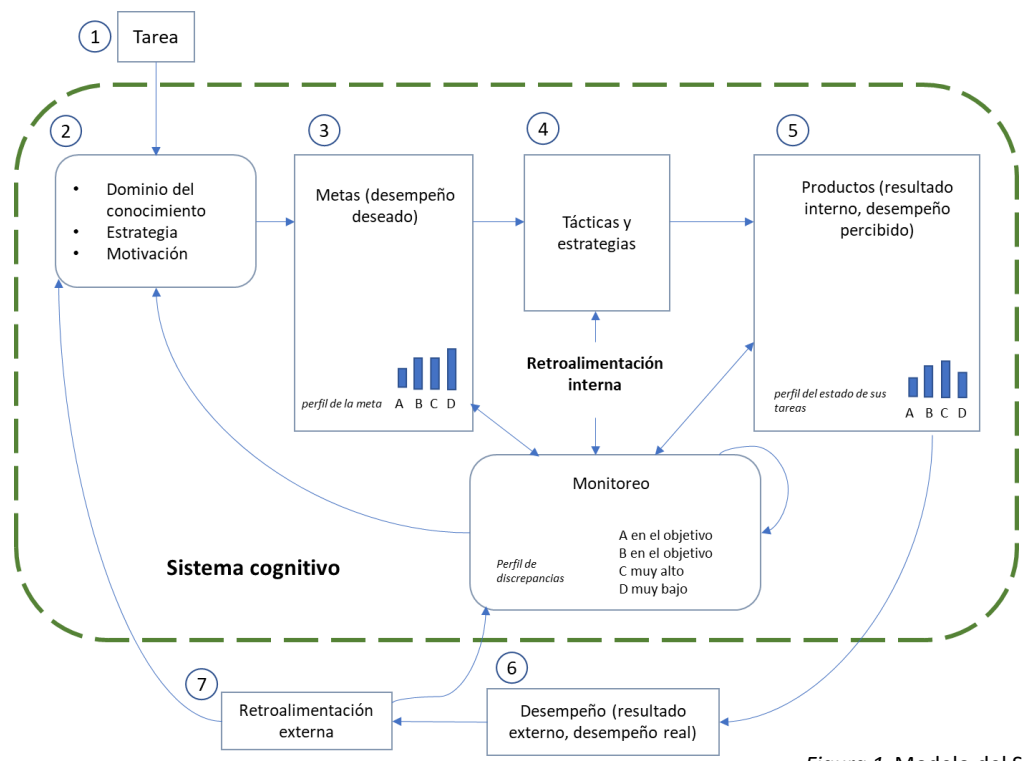 1
Tarea
2
3
4
5
• Dominio del
conocimiento
• Estrategia
• Motivación
Metas (desempeño
deseado)
perfil de la meta
A B C D
Tácticas y
estrategias
Productos (resultado
interno, desempeño
percibido)
perfil del estado de sus
tareas
A B C D
Retroalimentación
interna
Monitoreo
Perfil de
discrepancias
A en el objetivo
B en el objetivo
C muy alto
D muy bajo
Sistema cognitivo
7
6
Retroalimentación
externa
Desempeño (resultado
externo, desempeño real)